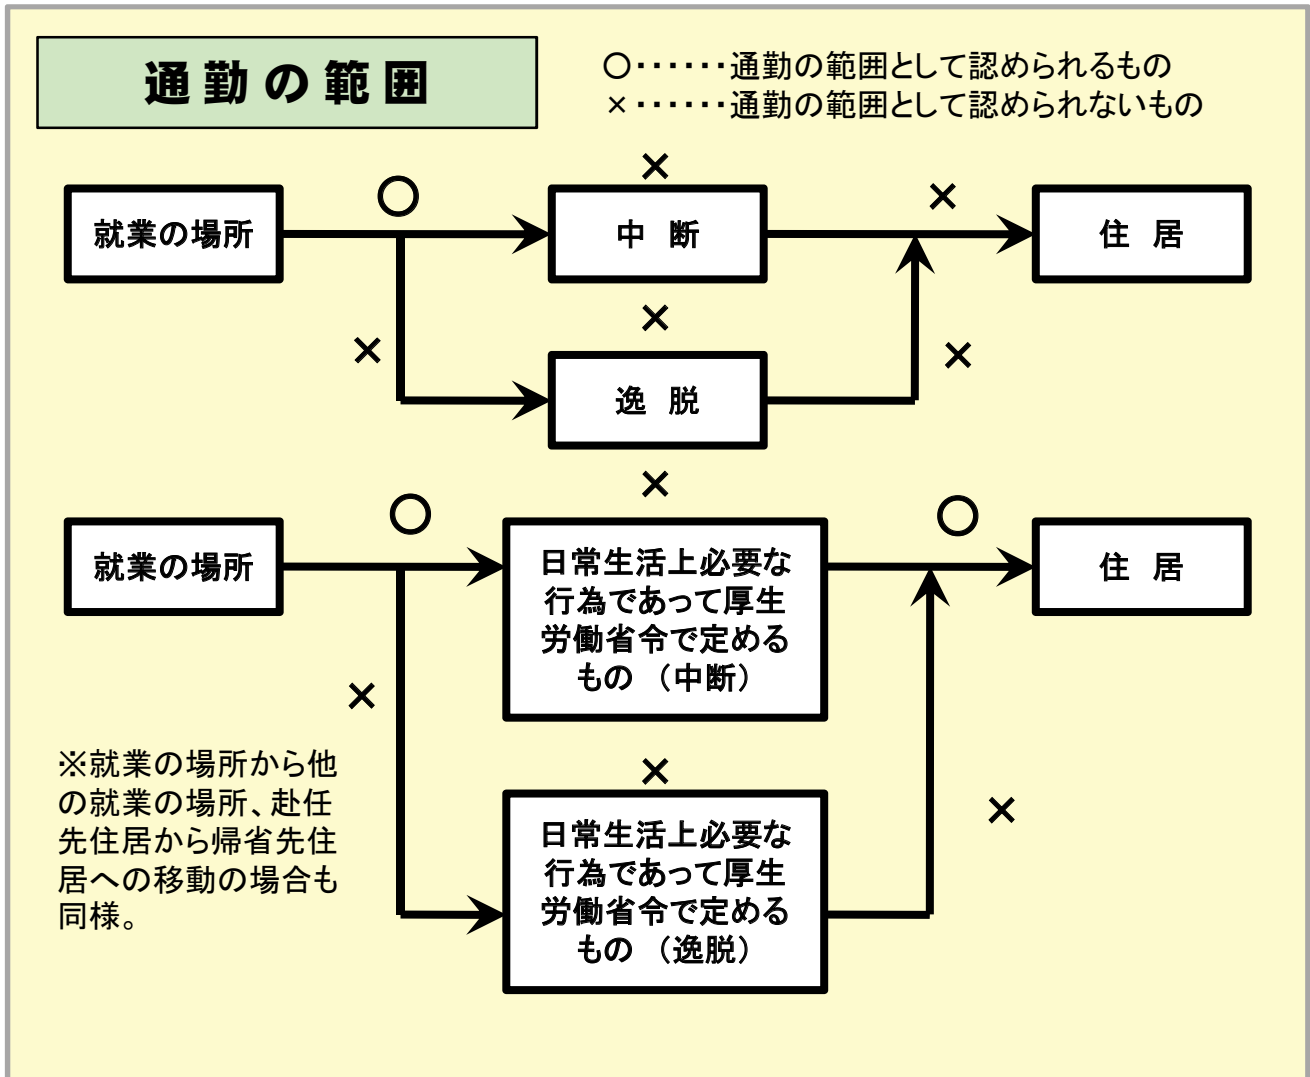 通勤の範囲
○‥‥‥通勤の範囲として認められるもの
×‥‥‥通勤の範囲として認められないもの
×
○
×
就業の場所
中 断
住 居
×
×
×
逸 脱
×
○
○
就業の場所
日常生活上必要な
行為であって厚生
労働省令で定める
もの （中断）
住 居
×
※就業の場所から他
の就業の場所、赴任
先住居から帰省先住
居への移動の場合も
同様。
×
×
日常生活上必要な
行為であって厚生
労働省令で定める
もの （逸脱）